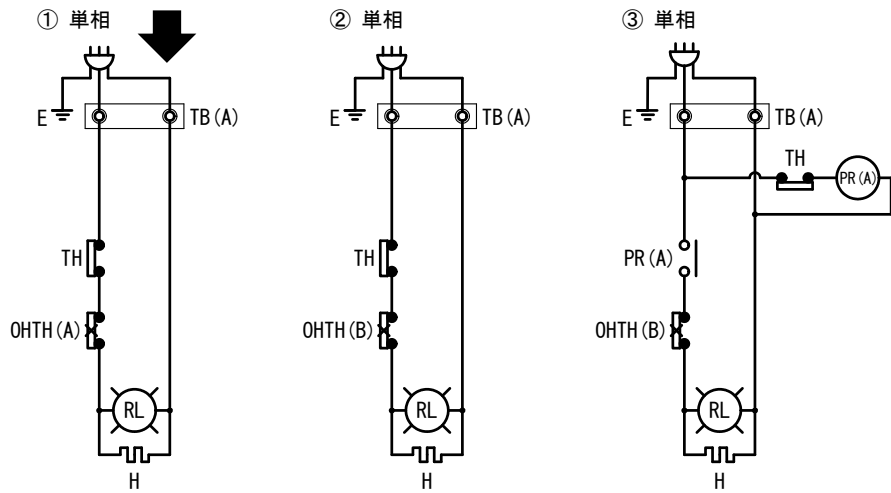 ① 単相
E
TB(A)
TH
OHTH(A)
RL
H
② 単相
E
TB(A)
TH
OHTH(B)
RL
H
③ 単相
E
TB(A)
TH
PR(A)
PR(A)
OHTH(B)
RL
H